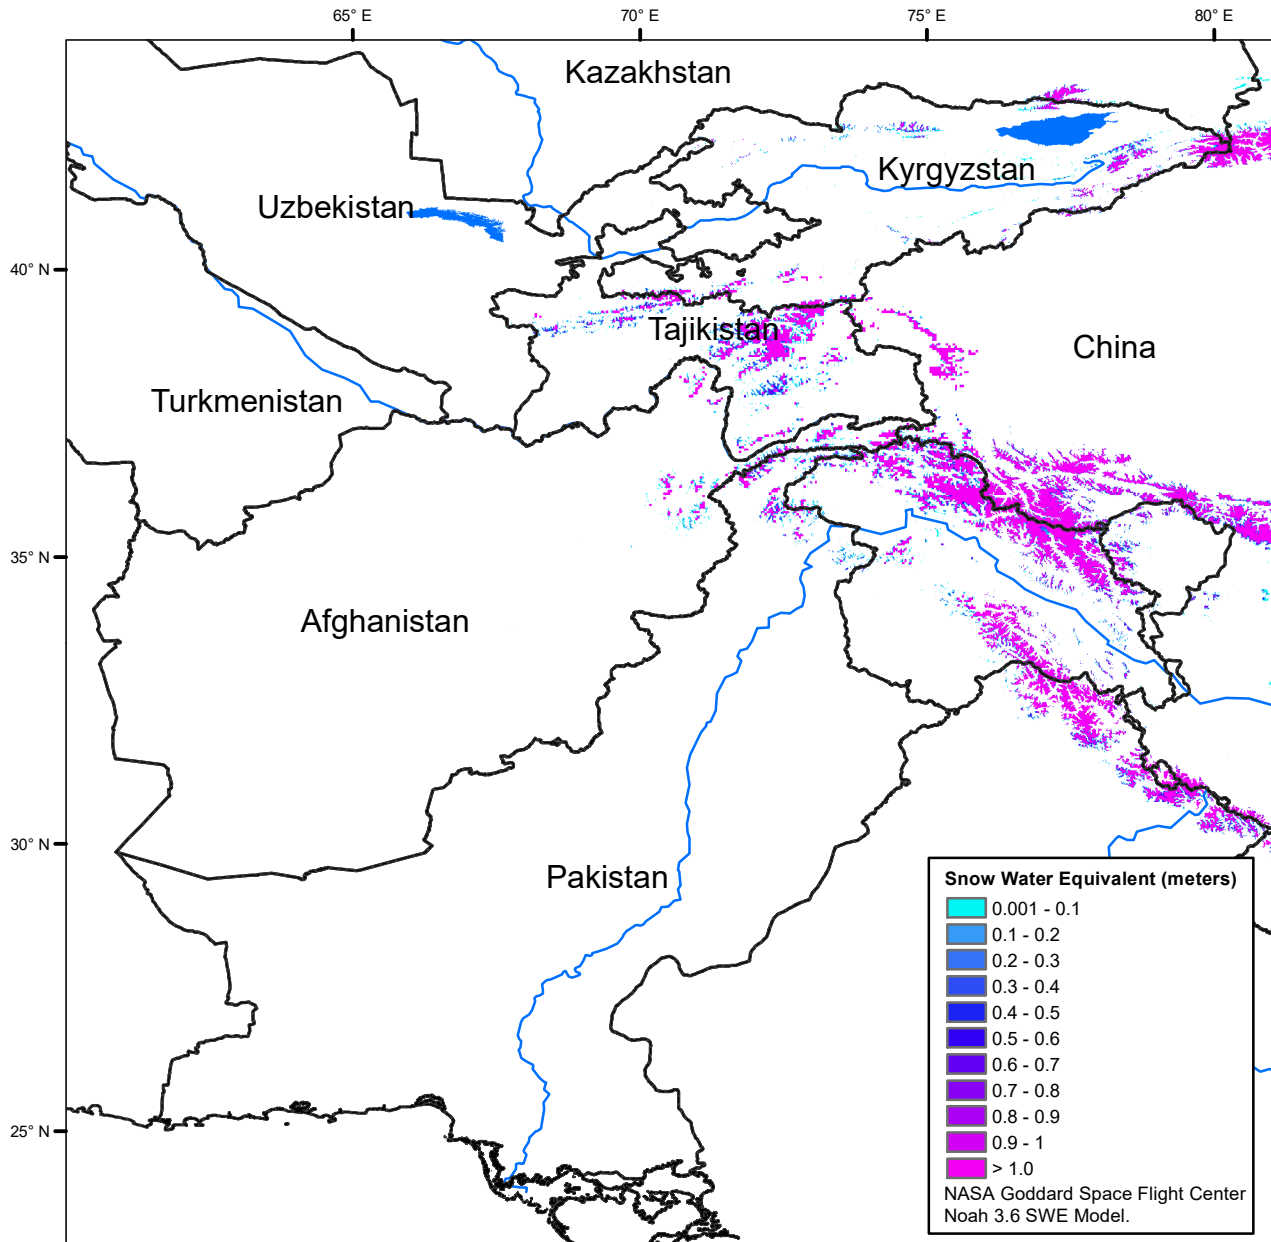 65° E
70° E
75° E
80° E
Kazakhstan
Kyrgyzstan
Uzbekistan
40° N
Tajikistan
China
Turkmenistan
35° N
Afghanistan
30° N
Pakistan
25° N
Snow Water Equivalent (meters)
0.001 - 0.1
0.1 - 0.2
0.2 - 0.3
0.3 - 0.4
0.4 - 0.5
0.5 - 0.6
0.6 - 0.7
0.7 - 0.8
0.8 - 0.9
0.9 - 1
> 1.0
NASA Goddard Space Flight Center
Noah 3.6 SWE Model.